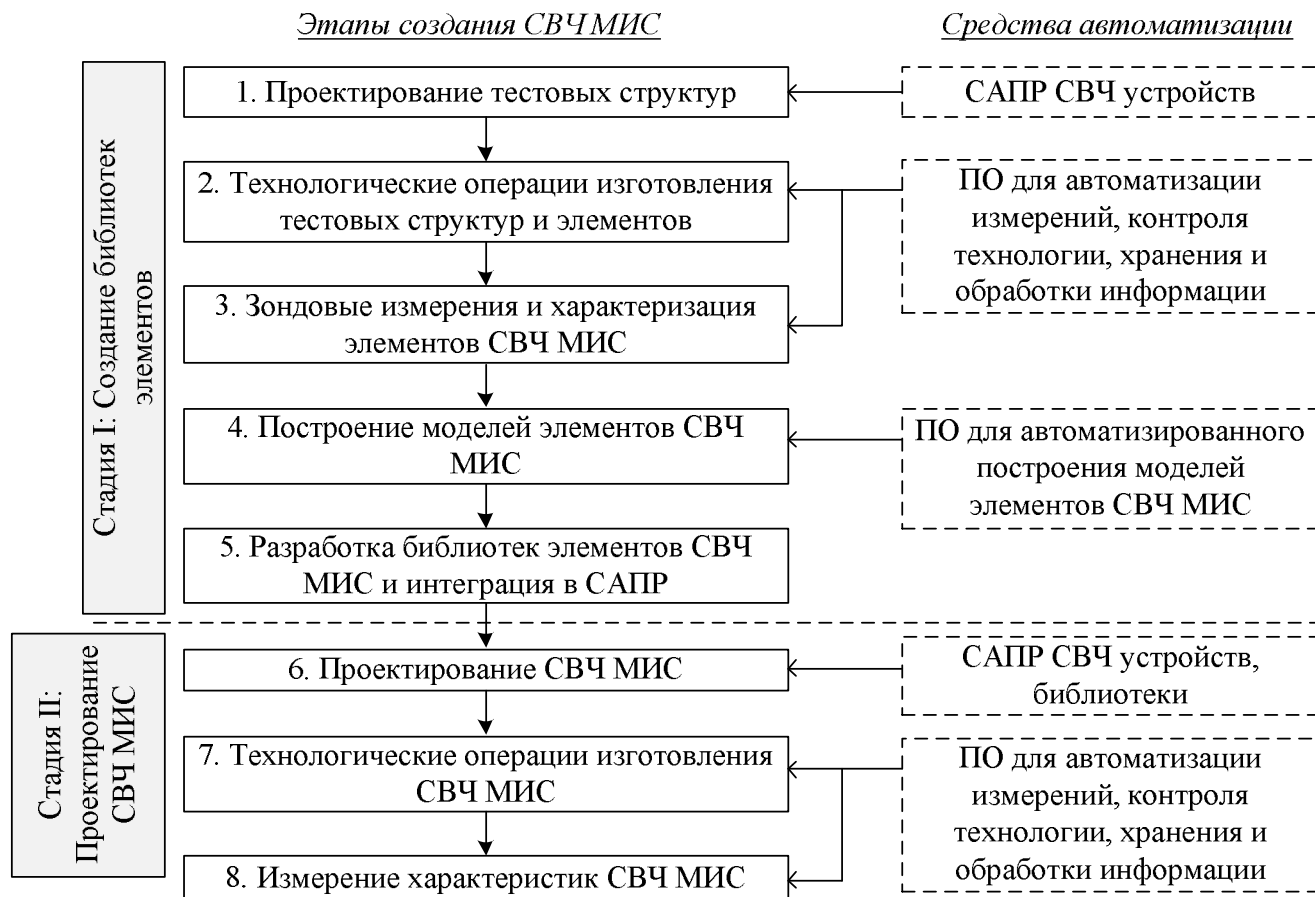 Этапы создания СВЧ МИС
Средства автоматизации
Стадия I: Создание библиотек
элементов
1. Проектирование тестовых структур
САПР СВЧ устройств
2. Технологические операции изготовления
тестовых структур и элементов
ПО для автоматизации
измерений, контроля
технологии, хранения и
обработки информации
3. Зондовые измерения и характеризация
элементов СВЧ МИС
4. Построение моделей элементов СВЧ
МИС
ПО для автоматизированного
построения моделей
элементов СВЧ МИС
5. Разработка библиотек элементов СВЧ
МИС и интеграция в САПР
Стадия II:
Проектирование
СВЧ МИС
6. Проектирование СВЧ МИС
САПР СВЧ устройств,
библиотеки
7. Технологические операции изготовления
СВЧ МИС
ПО для автоматизации
измерений, контроля
технологии, хранения и
обработки информации
8. Измерение характеристик СВЧ МИС